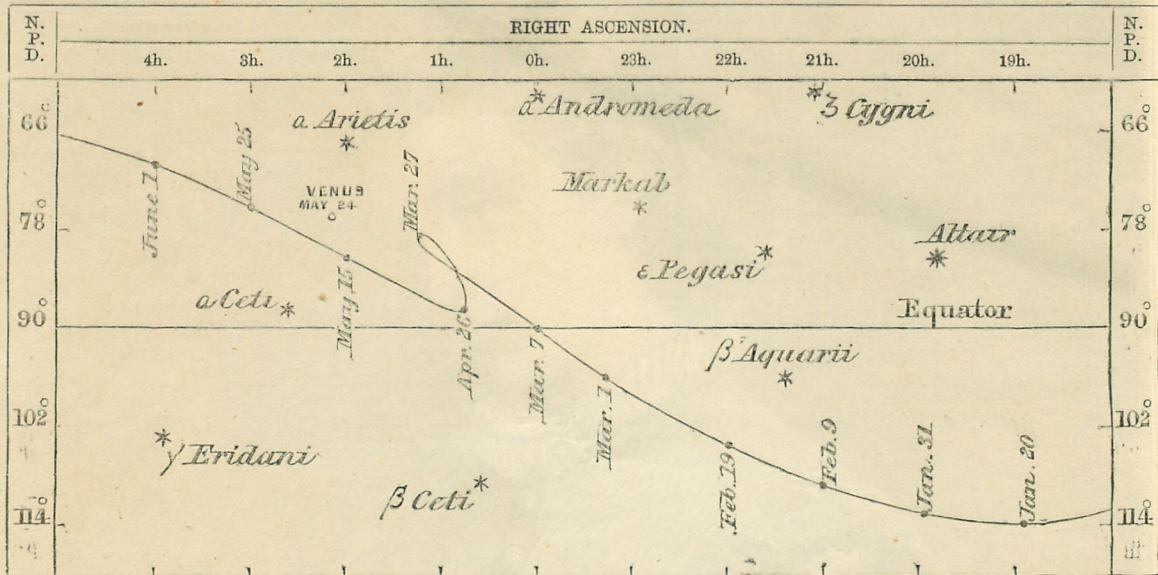 N. P. D.
RIGHT ASCENSION.
N. P. D.
4h. 3h. 2h. 1h. 0h. 23h. 22h. 21h. 20h. 19h.
α Andromeda
ζ Cygni
66°
α Arietis
66°
May 25
Mar. 27
Markab
VENUS
MAY 24
June 1
78°
78°
Altair
ε Pegasi
α Ceti
May 15
Equator
90°
90°
Apr. 26
Mar. 7
β Aquarii
Mar. 1
102°
102°
γ Eridani
Feb. 19
Feb. 9
Jan. 31
Jan. 20
β Ceti
114°
114°